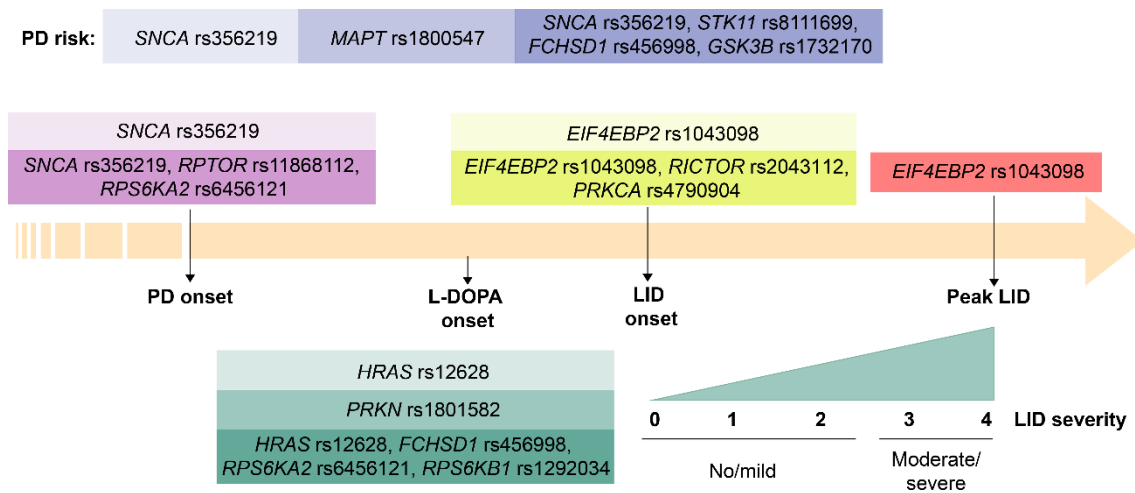 PD risk:
SNCA rs356219
MAPT rs1800547
SNCA rs356219, STK11 rs8111699,
FCHSD1 rs456998, GSK3B rs1732170
SNCA rs356219
SNCA rs356219, RPTOR rs11868112,
RPS6KA2 rs6456121
EIF4EBP2 rs1043098
EIF4EBP2 rs1043098, RICTOR rs2043112,
PRKCA rs4790904
EIF4EBP2 rs1043098
PD onset
L-DOPA
onset
LID
onset
Peak LID
HRAS rs12628
PRKN rs1801582
HRAS rs12628, FCHSD1 rs456998,
RPS6KA2 rs6456121, RPS6KB1 rs1292034
0 1 2 3 4 LID severity
No/mild
Moderate/
severe